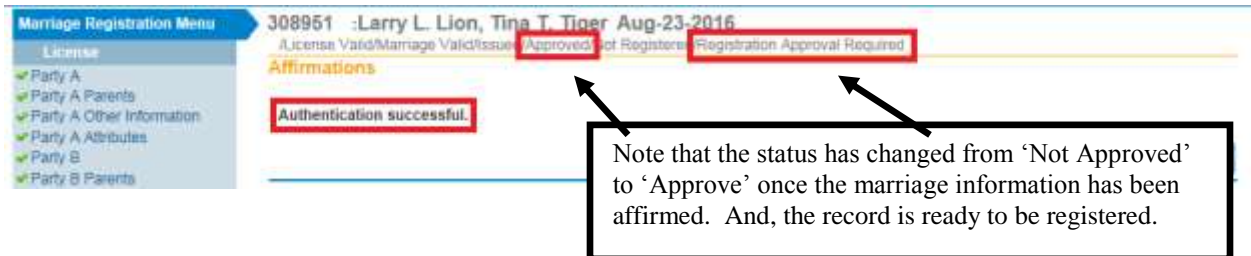 Marriage Registration Menu
308951 :Larry L. Lion, Tina T. Tiger Aug-23-2016
/License Valid/Marriage Valid/Issued/Approved/Not Registered/Registration Approval Required
License
Affirmations
Party A
Party A Parents
Party A Other Information
Authentication successful.
Party A Attributes
Party B
Party B Parents
Note that the status has changed from ‘Not Approved’
to ‘Approve’ once the marriage information has been
affirmed. And, the record is ready to be registered.